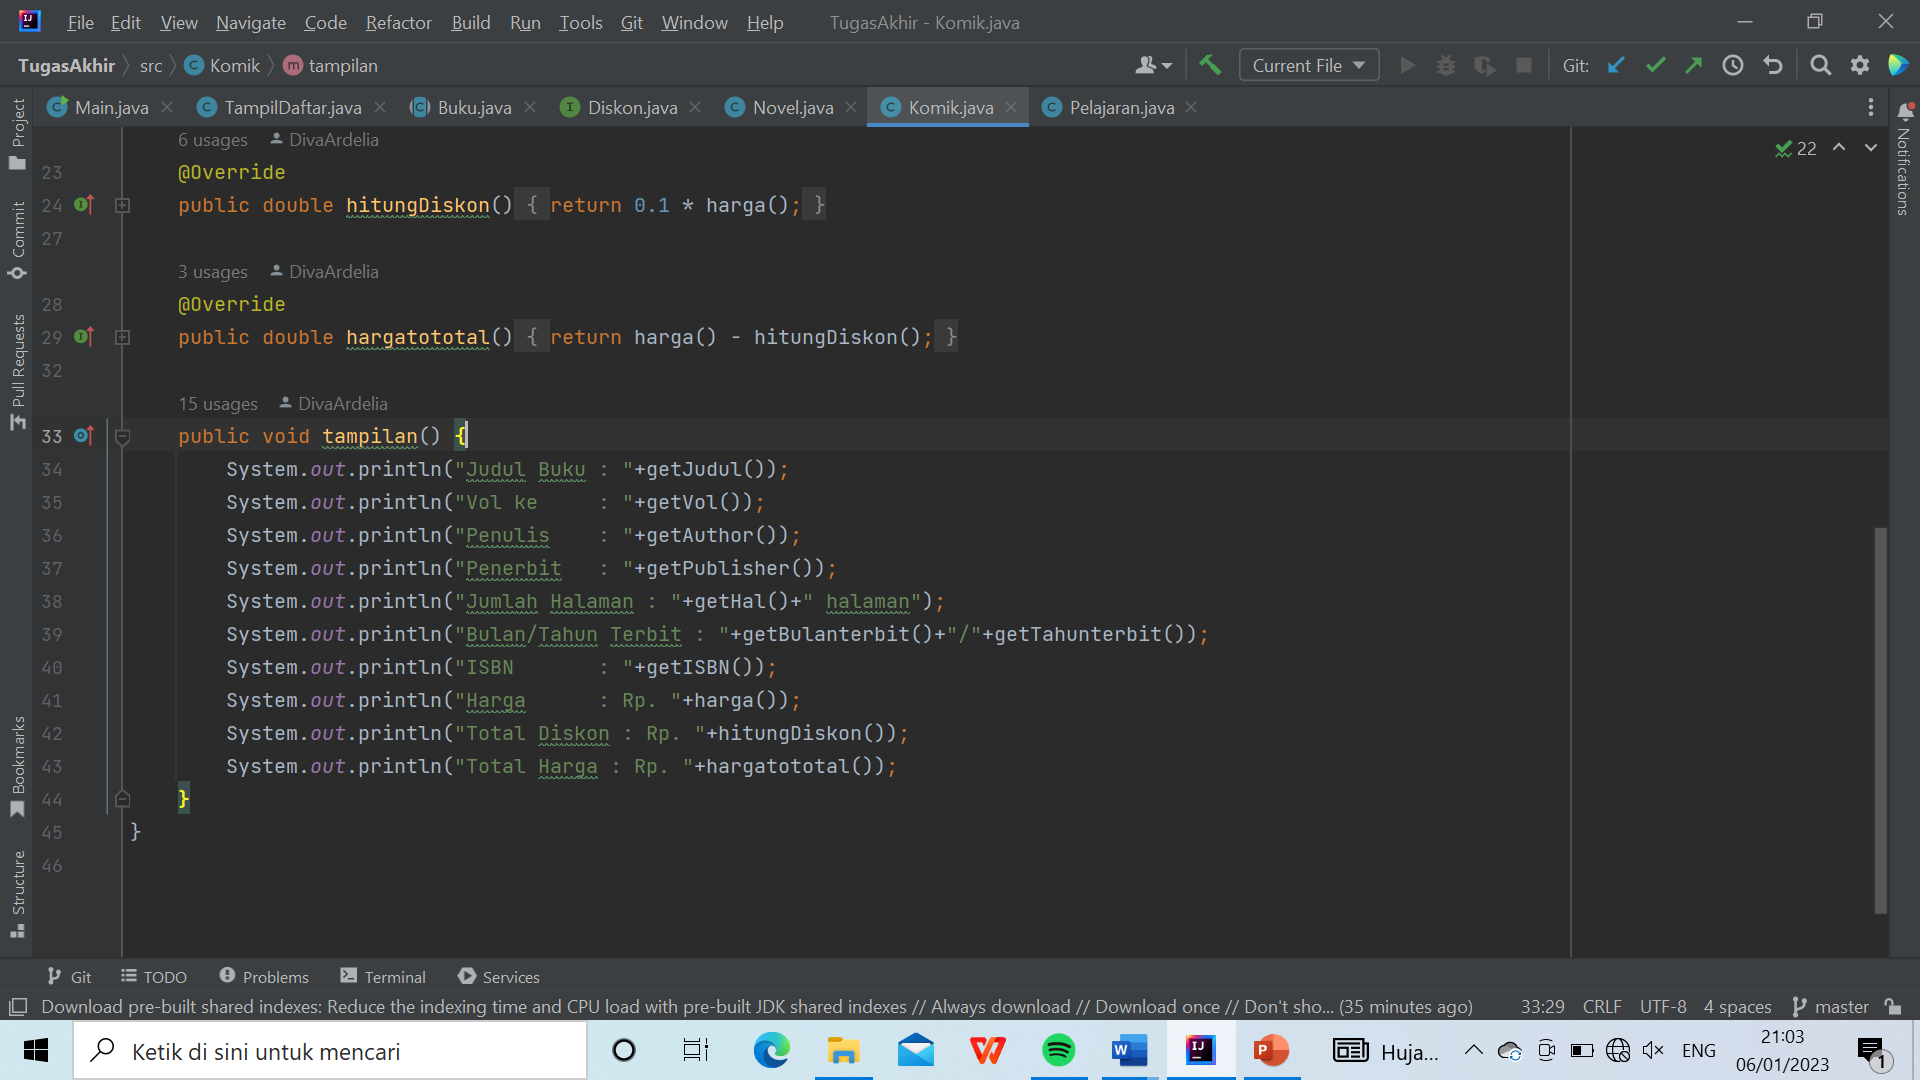 File Edit View Navigate Code Refactor Build Run Tools Git Window Help TugasAkhir - Komik.java
TugasAkhir src Komik tampilan Current File Git:
Main.java TampilDaftar.java Buku.java Diskon.java Novel.java Komik.java Pelajaran.java
Project
Commit
Pull Requests
Bookmarks
Structure
Notifications
22
6 usages DivaArdelia
23 @Override
24 public double hitungDiskon() { return 0.1 * harga(); }
27
3 usages DivaArdelia
28 @Override
29 public double hargatototal() { return harga() - hitungDiskon(); }
32
15 usages DivaArdelia
33 public void tampilan() {
34 System.out.println("Judul Buku : "+getJudul());
35 System.out.println("Vol ke     : "+getVol());
36 System.out.println("Penulis    : "+getAuthor());
37 System.out.println("Penerbit   : "+getPublisher());
38 System.out.println("Jumlah Halaman : "+getHal()+" halaman");
39 System.out.println("Bulan/Tahun Terbit : "+getBulanterbit()+"/"+getTahunterbit());
40 System.out.println("ISBN       : "+getISBN());
41 System.out.println("Harga      : Rp. "+harga());
42 System.out.println("Total Diskon : Rp. "+hitungDiskon());
43 System.out.println("Total Harga : Rp. "+hargatototal());
44 }
45 }
46
Git TODO Problems Terminal Services
Download pre-built shared indexes: Reduce the indexing time and CPU load with pre-built JDK shared indexes // Always download // Download once // Don't sho... (35 minutes ago) 33:29 CRLF UTF-8 4 spaces master
Ketik di sini untuk mencari Huja... ENG 21:03
06/01/2023 1